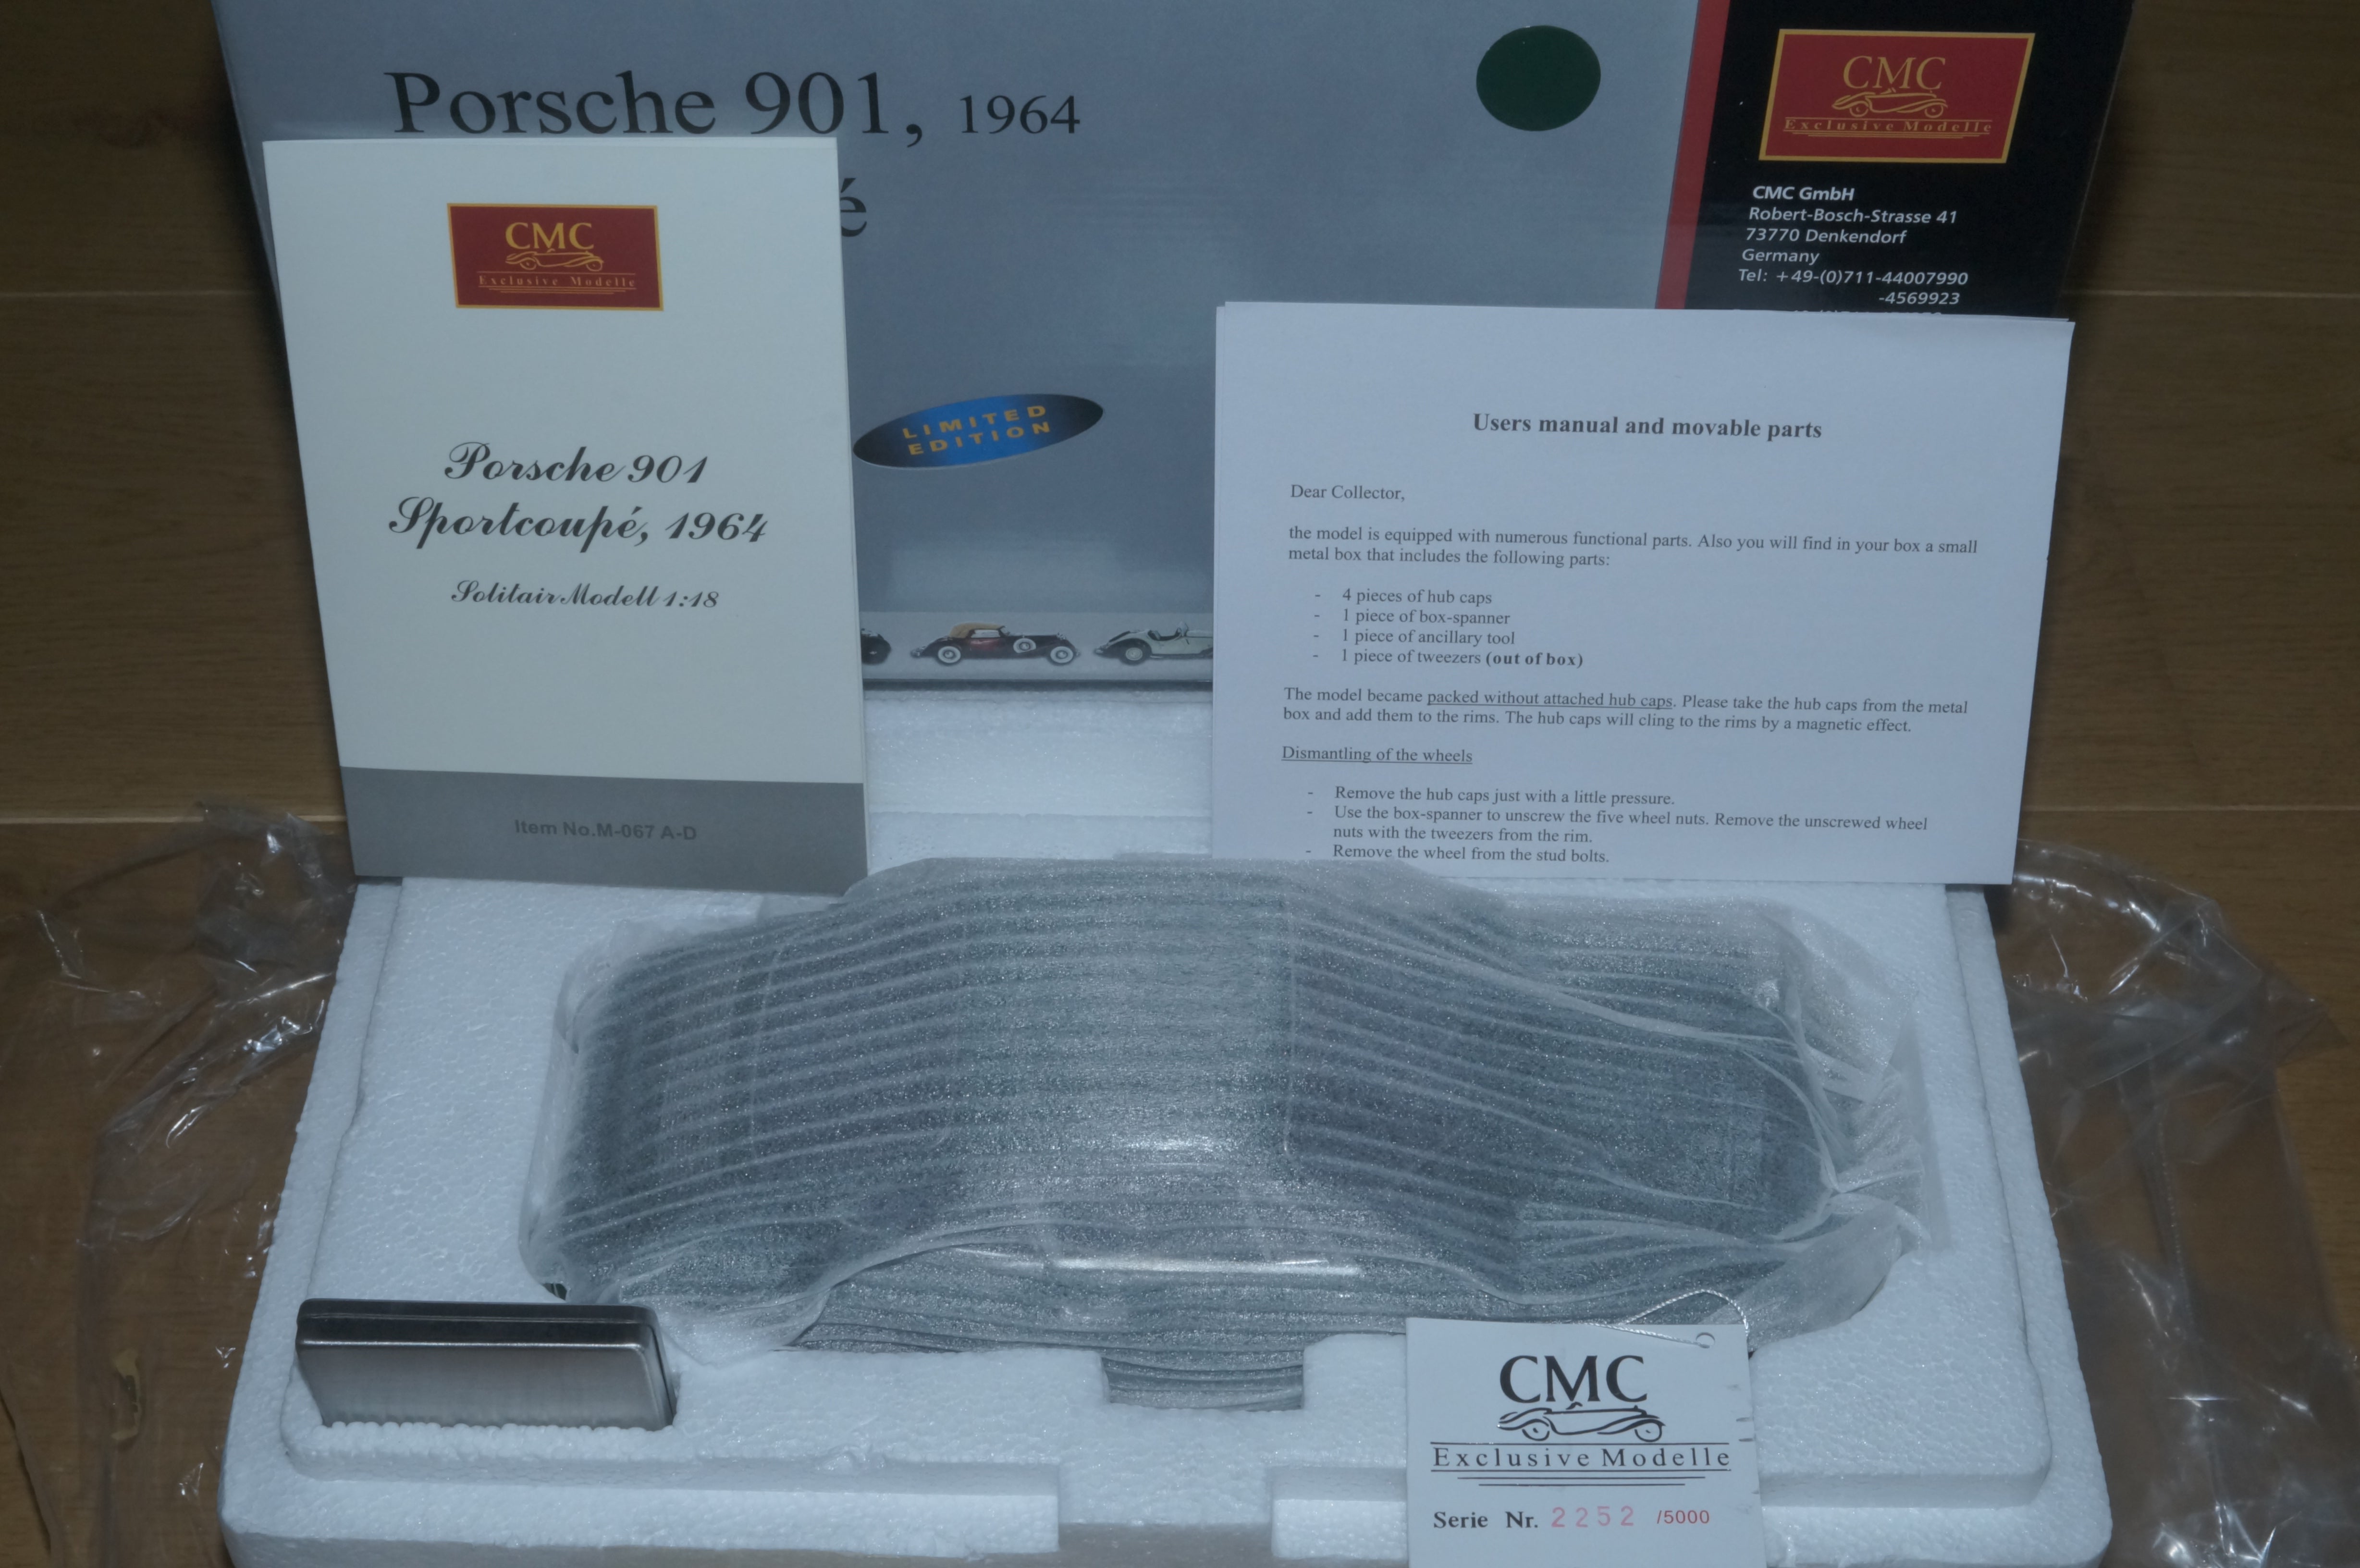 Porsche 901, 1964
é
CMC
Exclusive Modelle
CMC GmbH
Robert-Bosch-Strasse 41
73770 Denkendorf
Germany
Tel: +49-(0)711-44007990
-4569923
LIMITED
EDITION
CMC
Exclusive Modelle
Porsche 901
Sportcoupé, 1964
Solitair Modell 1:18
Item No.M-067 A-D
Users manual and movable parts
Dear Collector,
the model is equipped with numerous functional parts. Also you will find in your box a small
metal box that includes the following parts:
- 4 pieces of hub caps
- 1 piece of box-spanner
- 1 piece of ancillary tool
- 1 piece of tweezers (out of box)
The model became packed without attached hub caps. Please take the hub caps from the metal
box and add them to the rims. The hub caps will cling to the rims by a magnetic effect.
Dismantling of the wheels
- Remove the hub caps just with a little pressure.
- Use the box-spanner to unscrew the five wheel nuts. Remove the unscrewed wheel
nuts with the tweezers from the rim.
- Remove the wheel from the stud bolts.
CMC
Exclusive Modelle
Serie Nr. 2252 /5000